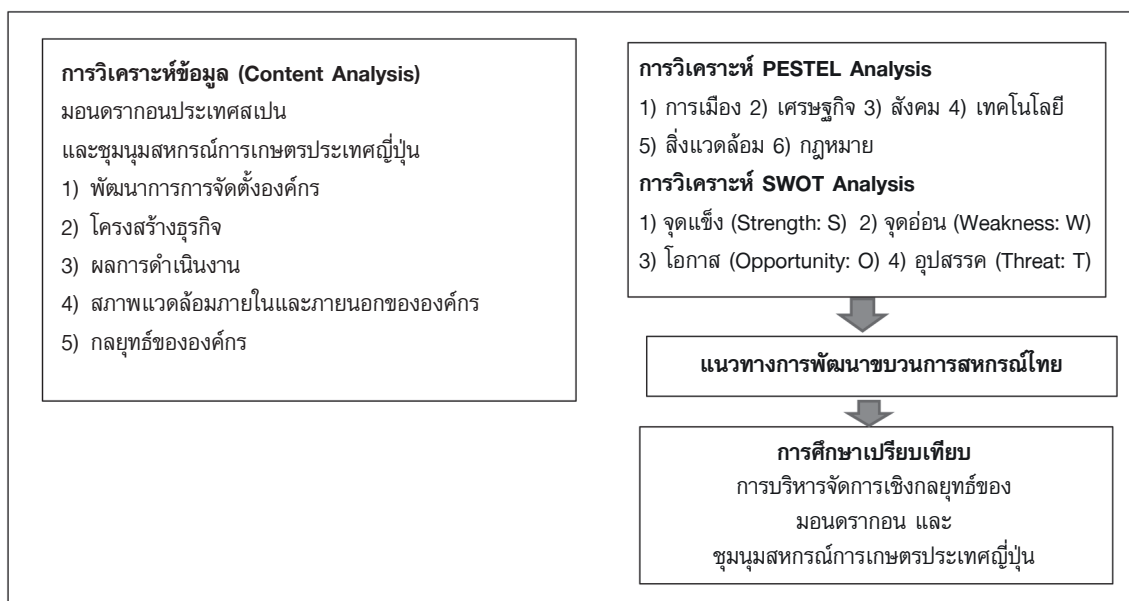 การวิเคราะห์ข้อมูล (Content Analysis)
มอนดรากอนประเทศสเปน
และชุมนุมสหกรณ์การเกษตรประเทศญี่ปุ่น
1) พัฒนาการการจัดตั้งองค์กร
2) โครงสร้างธุรกิจ
3) ผลการดำเนินงาน
4) สภาพแวดล้อมภายในและภายนอกขององค์กร
5) กลยุทธ์ขององค์กร
การวิเคราะห์ PESTEL Analysis
1) การเมือง 2) เศรษฐกิจ 3) สังคม 4) เทคโนโลยี
5) สิ่งแวดล้อม 6) กฎหมาย
การวิเคราะห์ SWOT Analysis
1) จุดแข็ง (Strength: S) 2) จุดอ่อน (Weakness: W)
3) โอกาส (Opportunity: O) 4) อุปสรรค (Threat: T)
แนวทางการพัฒนาขบวนการสหกรณ์ไทย
การศึกษาเปรียบเทียบ
การบริหารจัดการเชิงกลยุทธ์ของ
มอนดรากอน และ
ชุมนุมสหกรณ์การเกษตรประเทศญี่ปุ่น